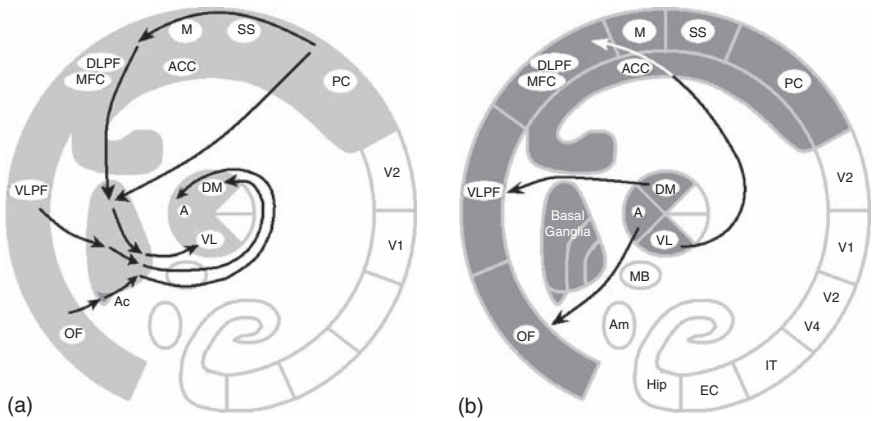 M
SS
DLPF
MFC
ACC
PC
V2
VLPF
DM
A
V1
VL
Ac
OF
(a)
M
SS
DLPF
MFC
ACC
PC
V2
VLPF
DM
Basal
Ganglia
A
VL
V1
MB
V2
Am
V4
OF
IT
Hip
EC
(b)